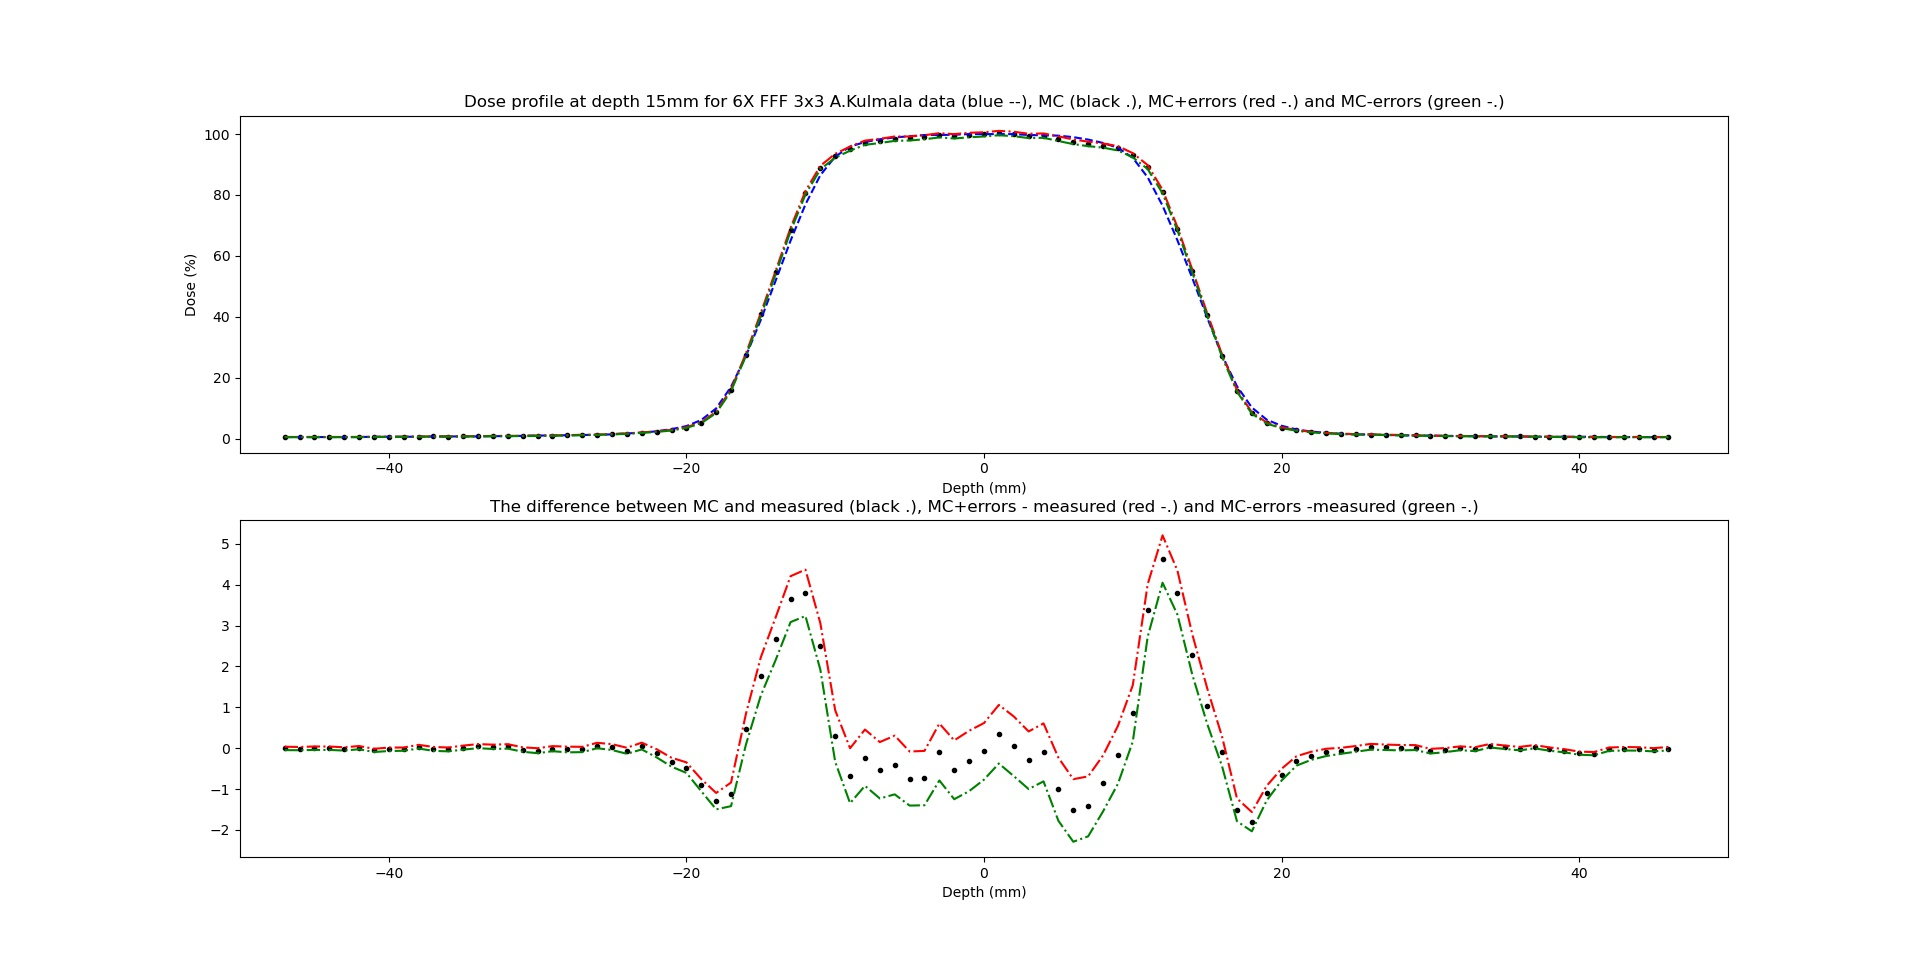 Dose profile at depth 15mm for 6X FFF 3x3 A.Kulmala data (blue --), MC (black .), MC+errors (red -.) and MC-errors (green -.)
100
80
60
40
20
0
Dose (%)
−40 −20 0 20 40
Depth (mm)
The difference between MC and measured (black .), MC+errors - measured (red -.) and MC-errors -measured (green -.)
5
4
3
2
1
0
−1
−2
−40 −20 0 20 40
Depth (mm)